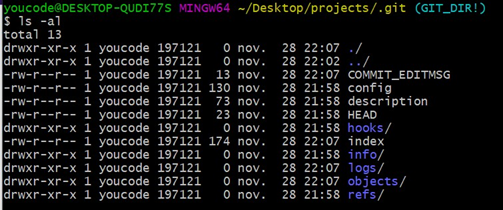 youcode@DESKTOP-QUDI77S MINGW64 ~/Desktop/projects/.git (GIT_DIR!)
$ ls -al
total 13
drwxr-xr-x 1 youcode 197121   0 nov.  28 22:07 ./
drwxr-xr-x 1 youcode 197121   0 nov.  28 22:02 ../
-rw-r--r-- 1 youcode 197121  13 nov.  28 22:07 COMMIT_EDITMSG
-rw-r--r-- 1 youcode 197121 130 nov.  28 21:58 config
-rw-r--r-- 1 youcode 197121  73 nov.  28 21:58 description
-rw-r--r-- 1 youcode 197121  23 nov.  28 21:58 HEAD
drwxr-xr-x 1 youcode 197121   0 nov.  28 21:58 hooks/
-rw-r--r-- 1 youcode 197121 174 nov.  28 22:07 index
drwxr-xr-x 1 youcode 197121   0 nov.  28 21:58 info/
drwxr-xr-x 1 youcode 197121   0 nov.  28 22:07 logs/
drwxr-xr-x 1 youcode 197121   0 nov.  28 22:07 objects/
drwxr-xr-x 1 youcode 197121   0 nov.  28 21:58 refs/